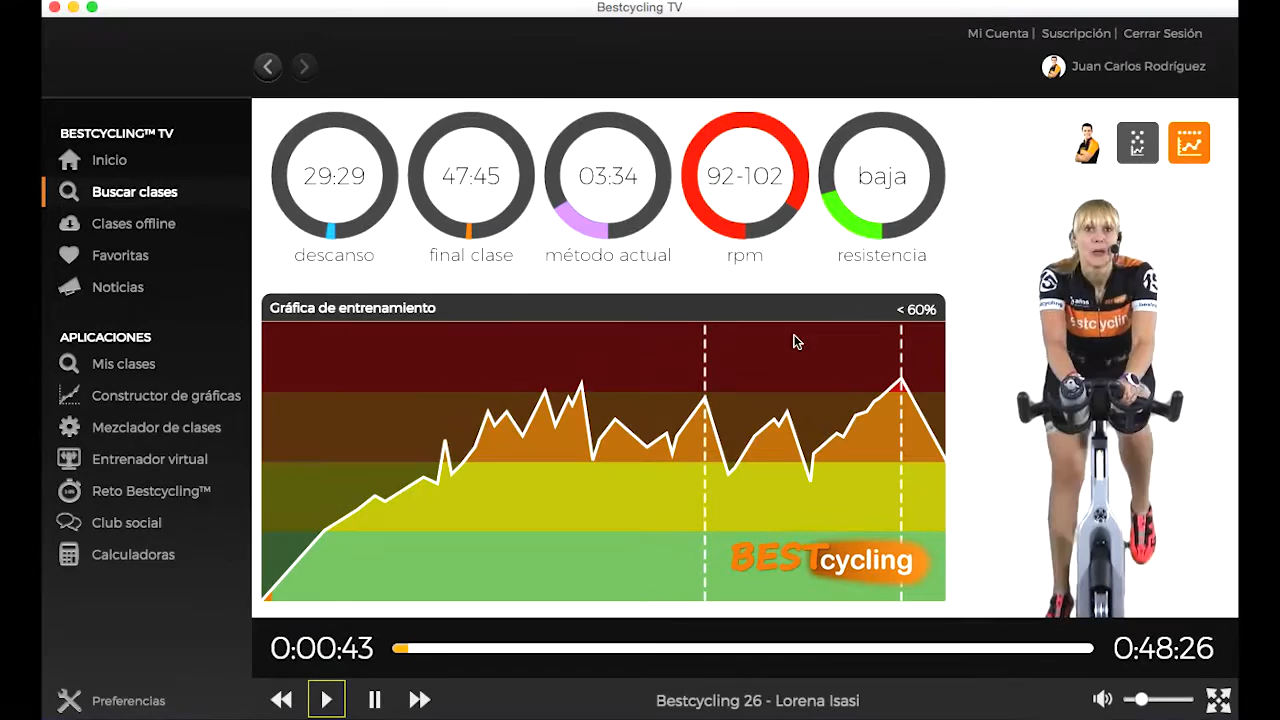 Bestcycling TV
Mi Cuenta | Suscripción | Cerrar Sesión
Juan Carlos Rodríguez
BESTCYCLING™ TV
Inicio
Buscar clases
Clases offline
Favoritas
Noticias
APLICACIONES
Mis clases
Constructor de gráficas
Mezclador de clases
Entrenador virtual
Reto Bestcycling™
Club social
Calculadoras
Preferencias
29:29
47:45
03:34
92-102
baja
descanso
final clase
método actual
rpm
resistencia
Gráfica de entrenamiento
< 60%
BESTcycling
estcyclin
0:00:43
0:48:26
Bestcycling 26 - Lorena Isasi